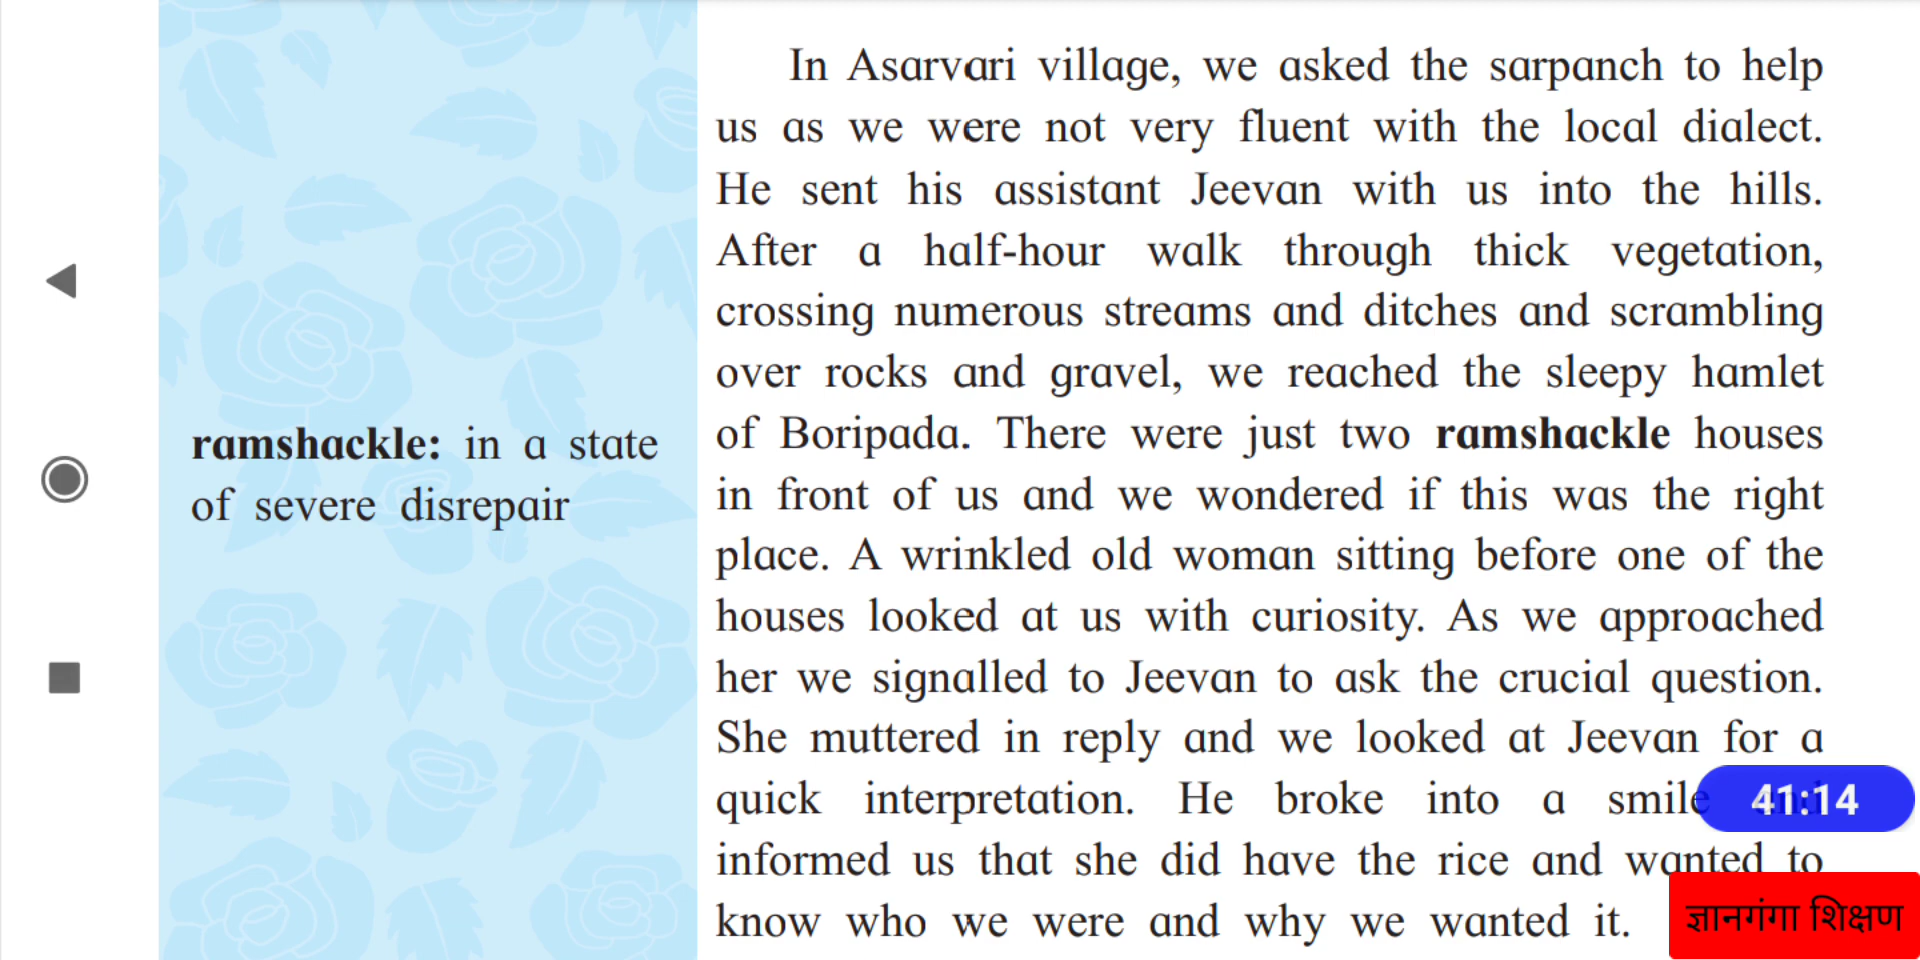 In Asarvari village, we asked the sarpanch to help
us as we were not very fluent with the local dialect.
He sent his assistant Jeevan with us into the hills.
After a half-hour walk through thick vegetation,
crossing numerous streams and ditches and scrambling
over rocks and gravel, we reached the sleepy hamlet
of Boripada. There were just two ramshackle houses
in front of us and we wondered if this was the right
place. A wrinkled old woman sitting before one of the
houses looked at us with curiosity. As we approached
her we signalled to Jeevan to ask the crucial question.
She muttered in reply and we looked at Jeevan for a
quick interpretation. He broke into a smile
informed us that she did have the rice and wanted to
know who we were and why we wanted it.
ramshackle: in a state
of severe disrepair
41:14
ज्ञानगंगा शिक्षण